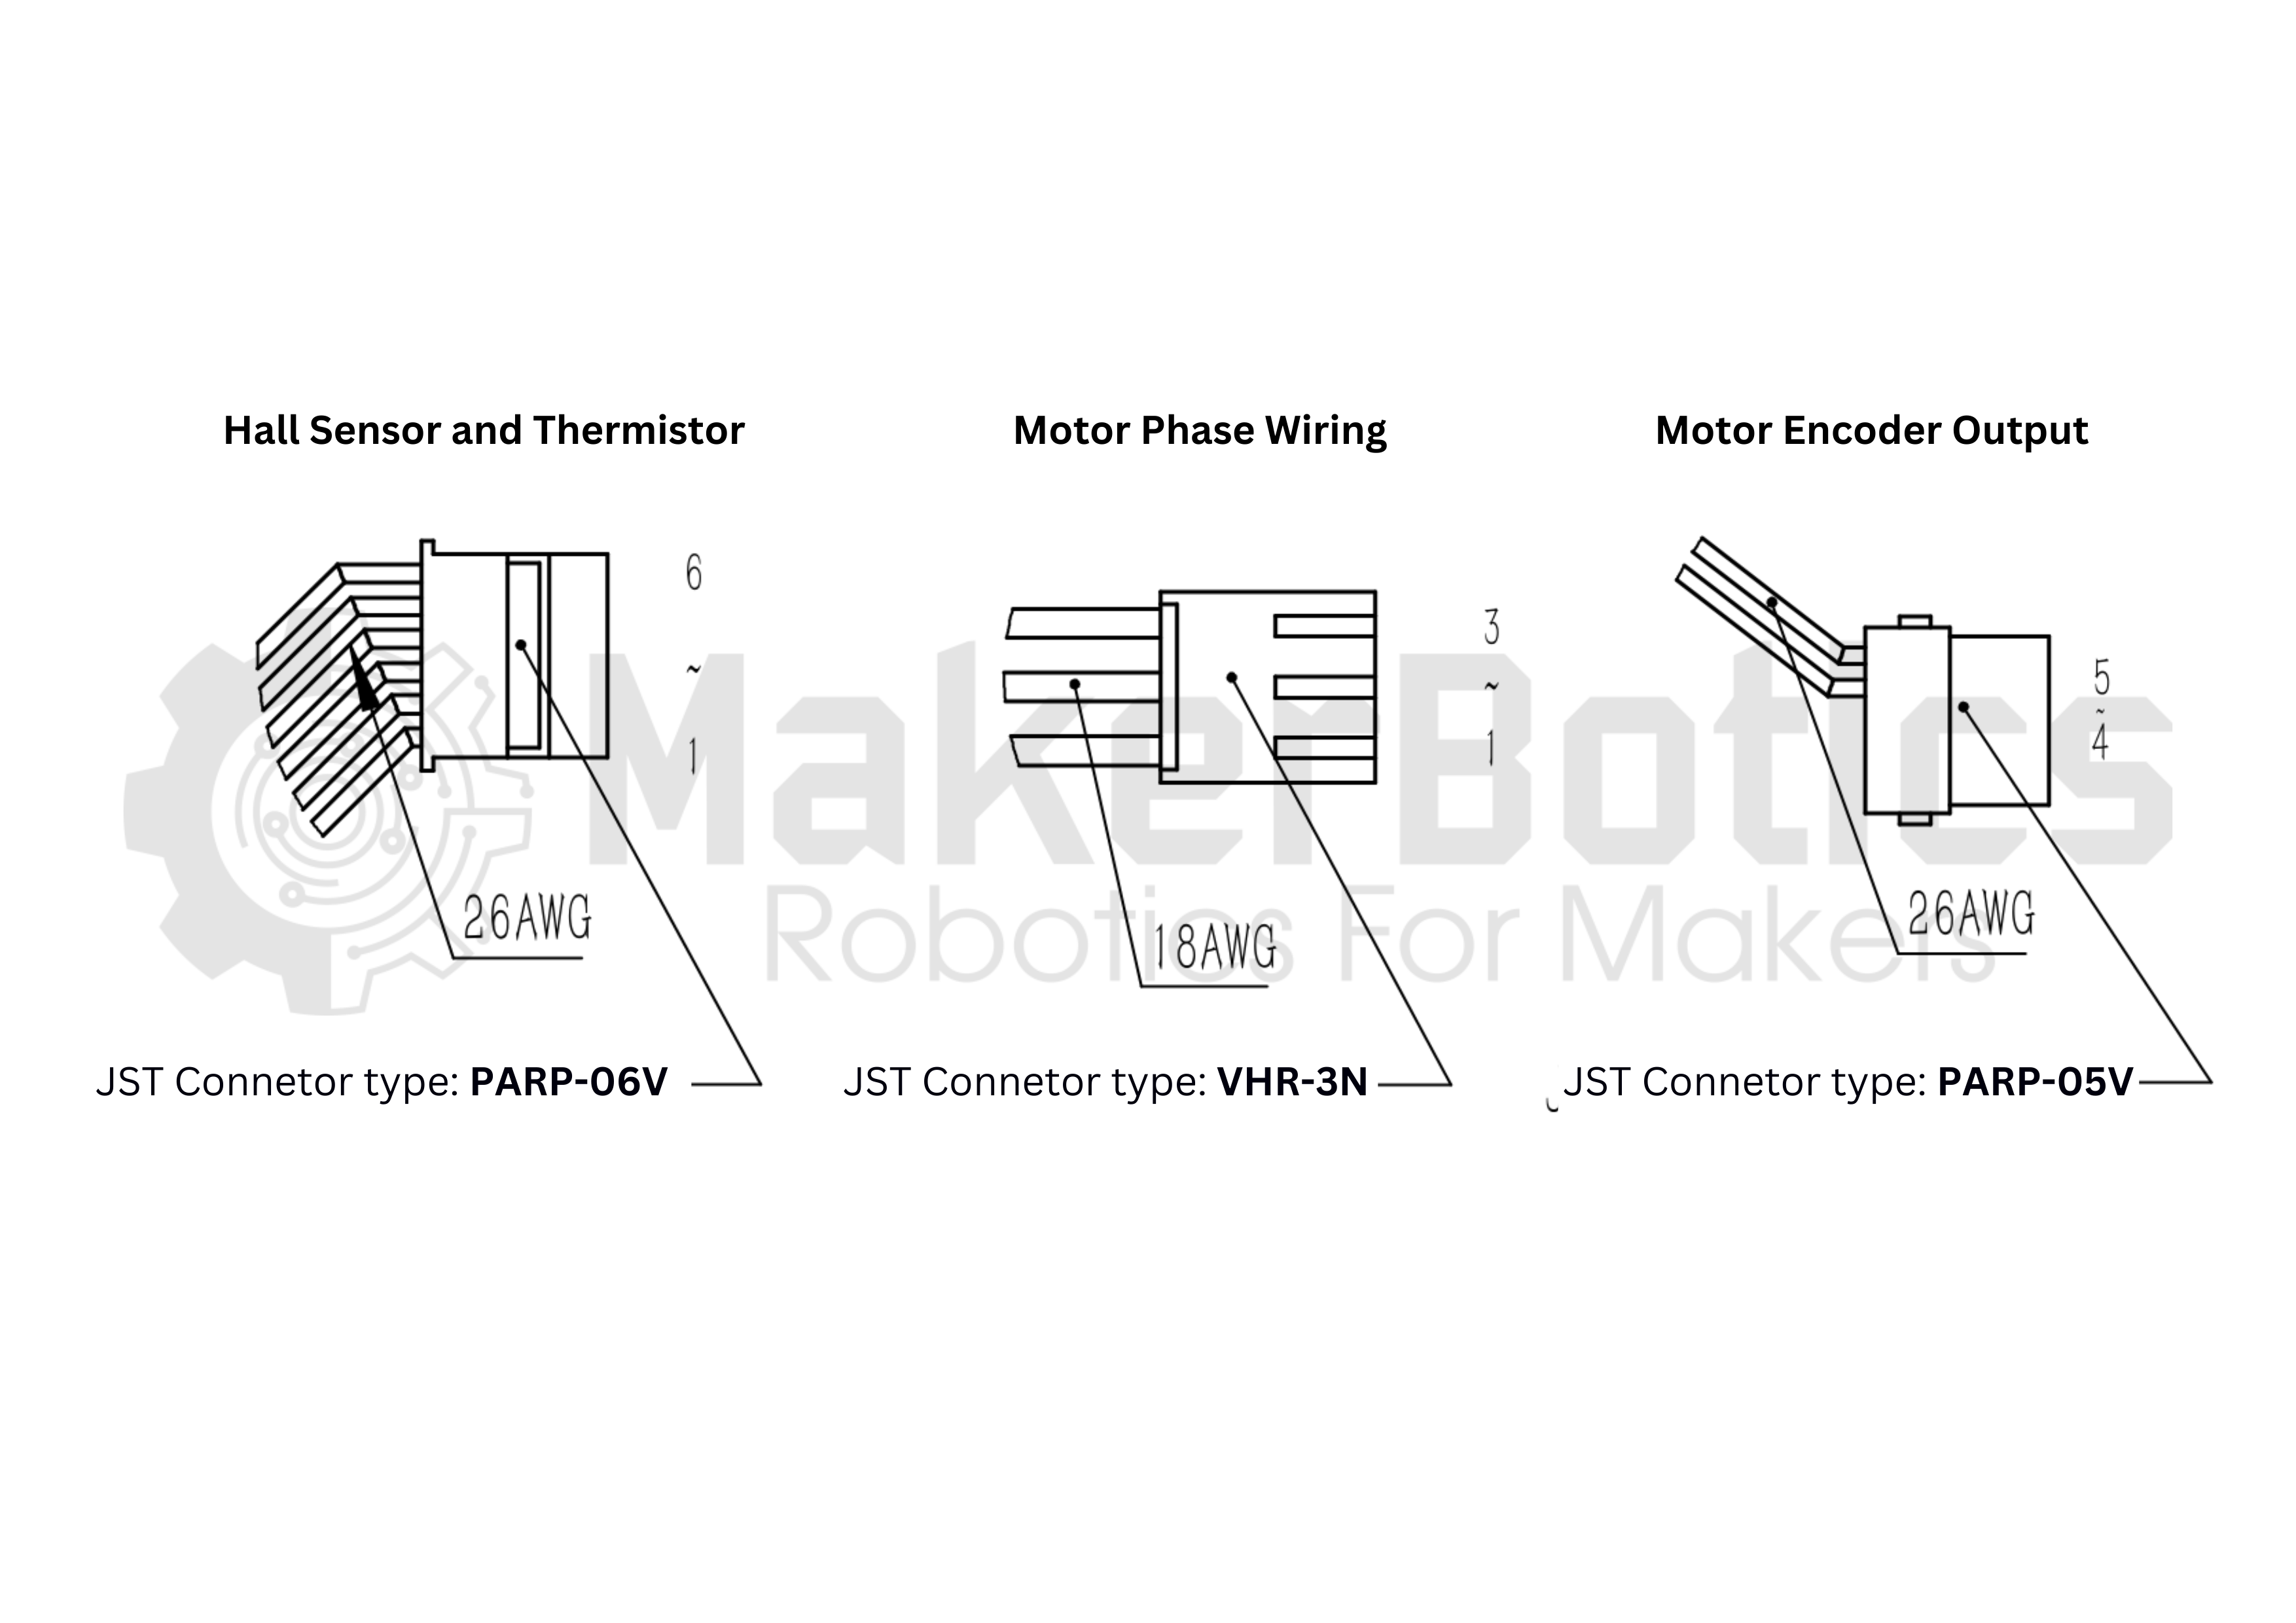 Hall Sensor and Thermistor
Motor Phase Wiring
Motor Encoder Output
6
~
1
3
~
1
5
~
4
MakerBotics
Robotics For Makers
26AWG
18AWG
26AWG
JST Connetor type: PARP-06V
JST Connetor type: VHR-3N
JST Connetor type: PARP-05V